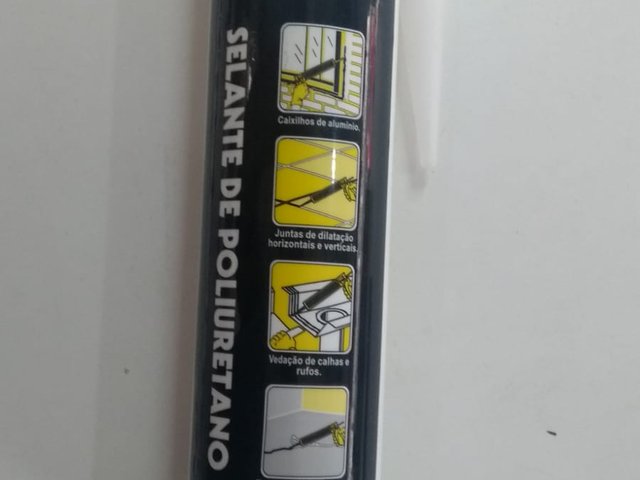 SELANTE DE POLIURETANO
Caixilhos de alumínio.
Juntas de dilatação
horizontais e verticais.
Vedação de calhas e
rufos.